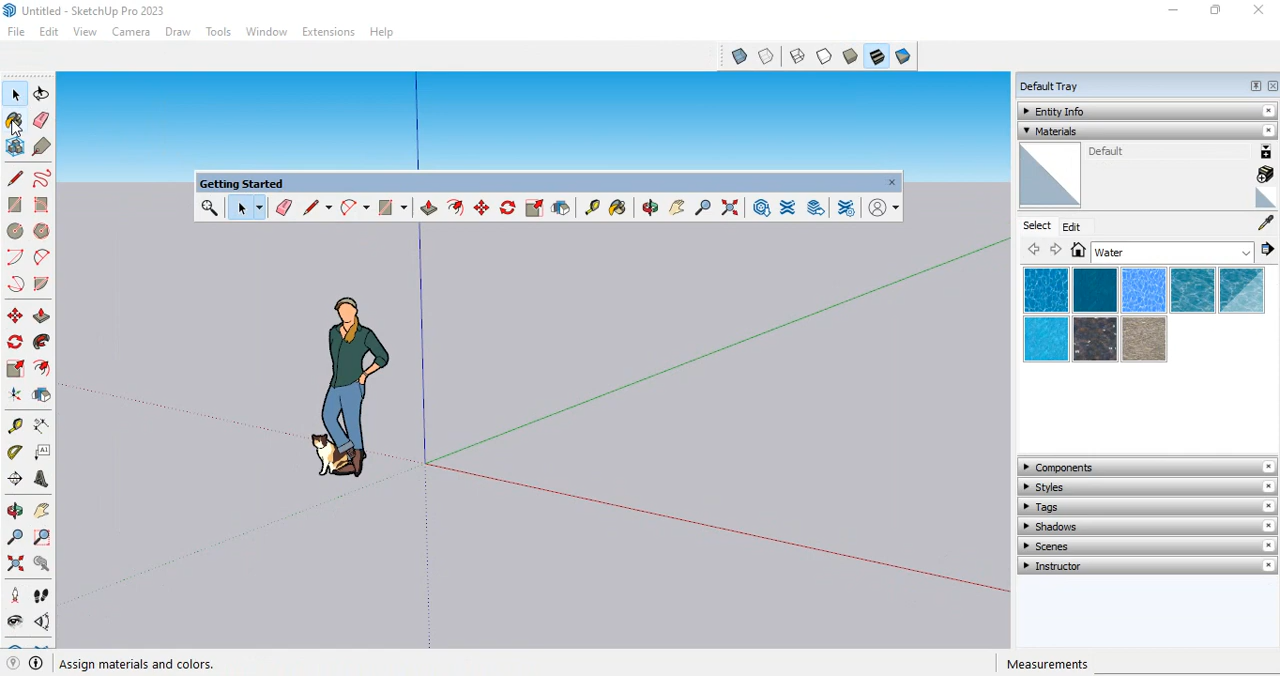 Untitled - SketchUp Pro 2023
File Edit View Camera Draw Tools Window Extensions Help
Default Tray
Entity Info
Materials
Default
Getting Started
Select Edit
Water
Components
Styles
Tags
Shadows
Scenes
Instructor
Assign materials and colors.
Measurements